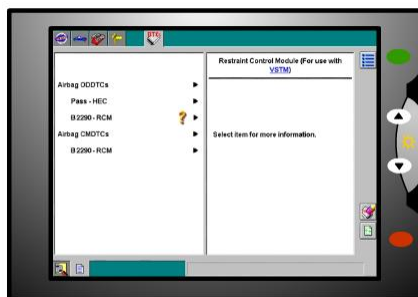 DTC
Restraint Control Module (For use with
VSTM)
Airbag ODDTCs
Pass - HEC
B2290 - RCM
?
Airbag CMDTCs
B2290 - RCM
Select item for more information.